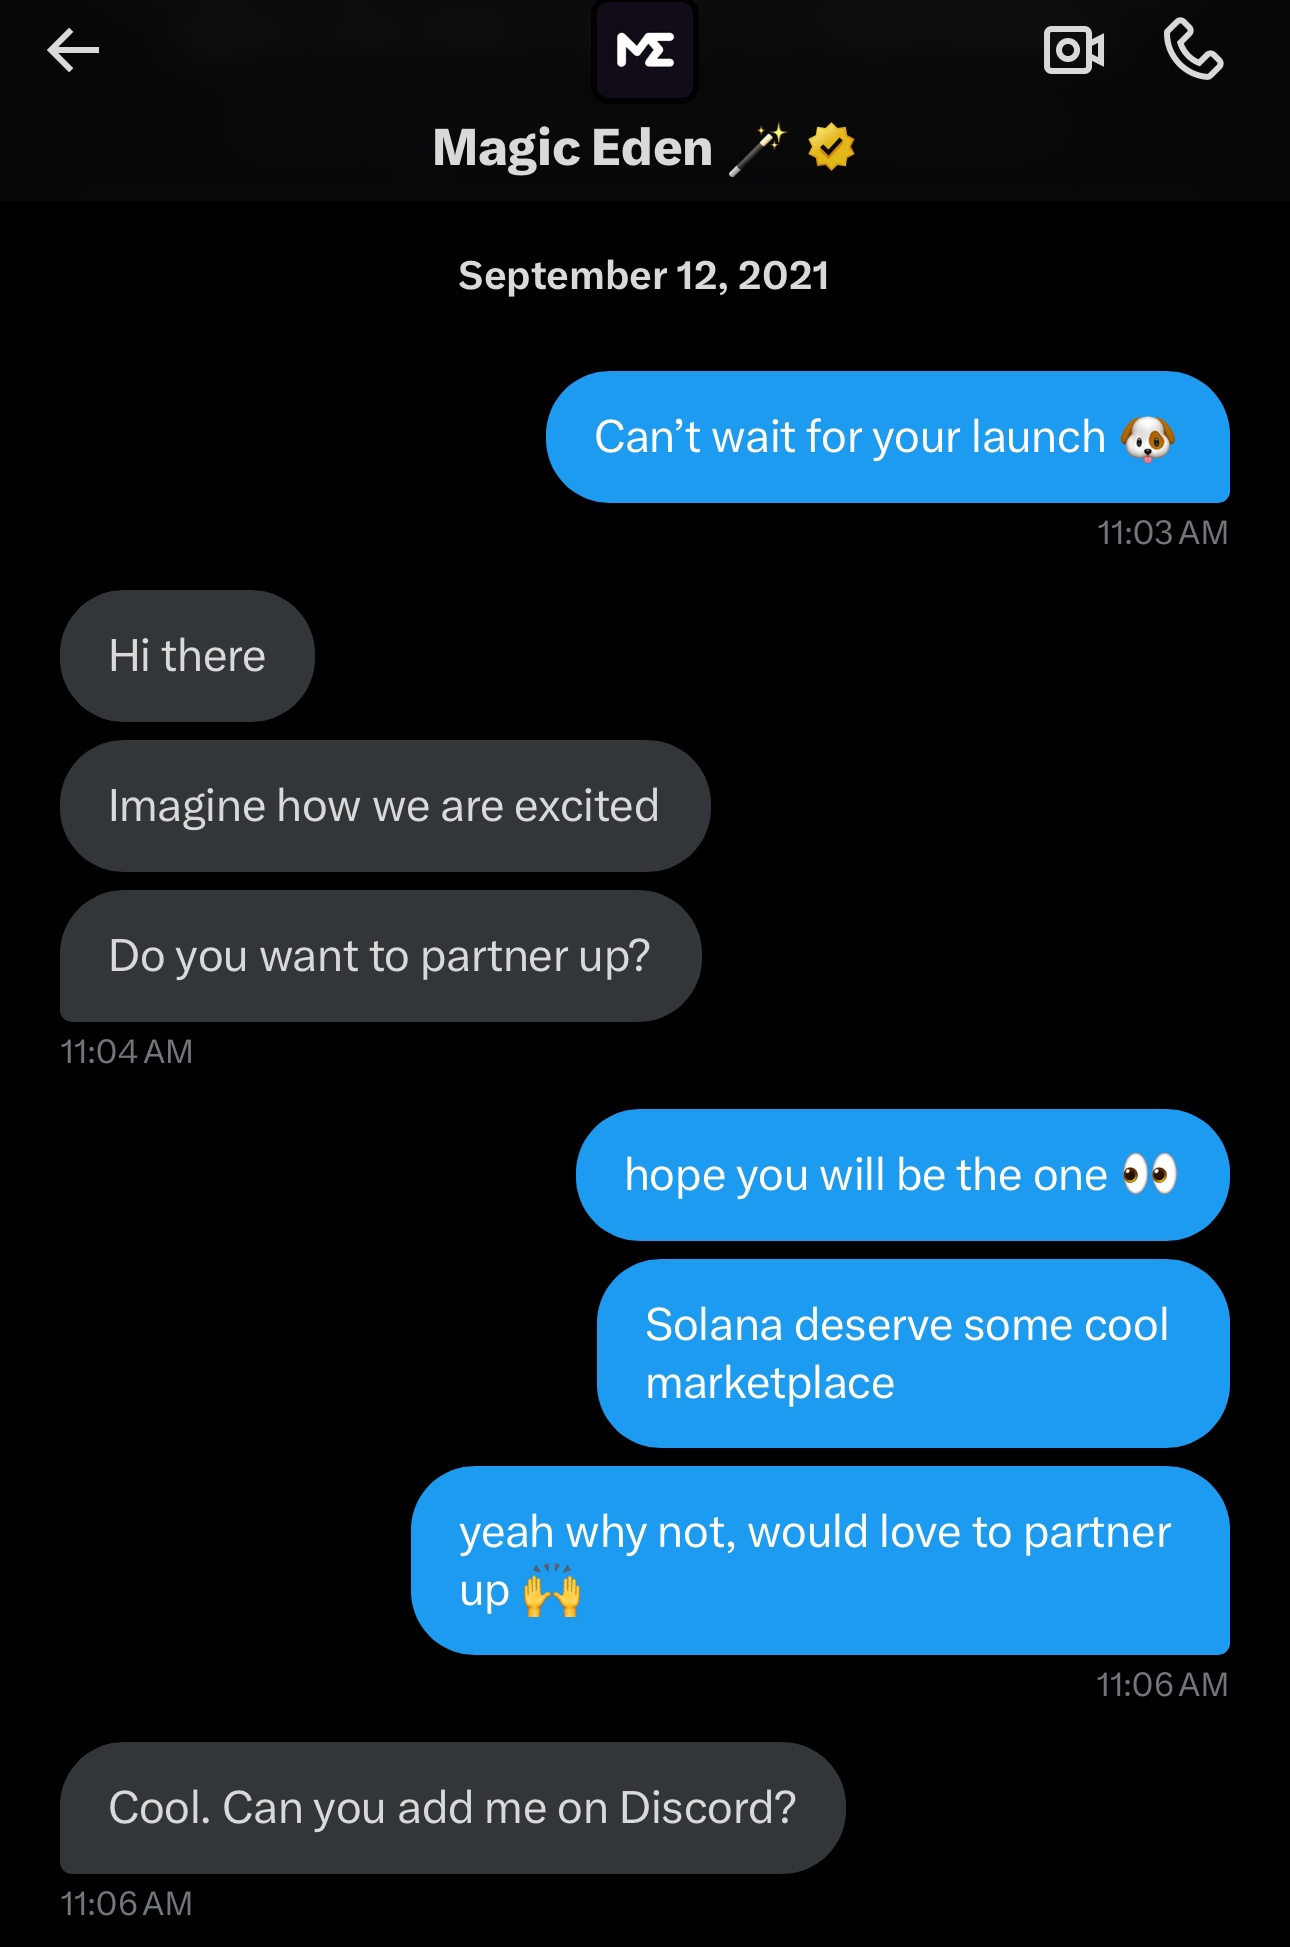 ME
Magic Eden 🪄
September 12, 2021
Can’t wait for your launch 🐶
11:03 AM
Hi there
Imagine how we are excited
Do you want to partner up?
11:04 AM
hope you will be the one 👀
Solana deserve some cool
marketplace
yeah why not, would love to partner
up 🙌
11:06 AM
Cool. Can you add me on Discord?
11:06 AM